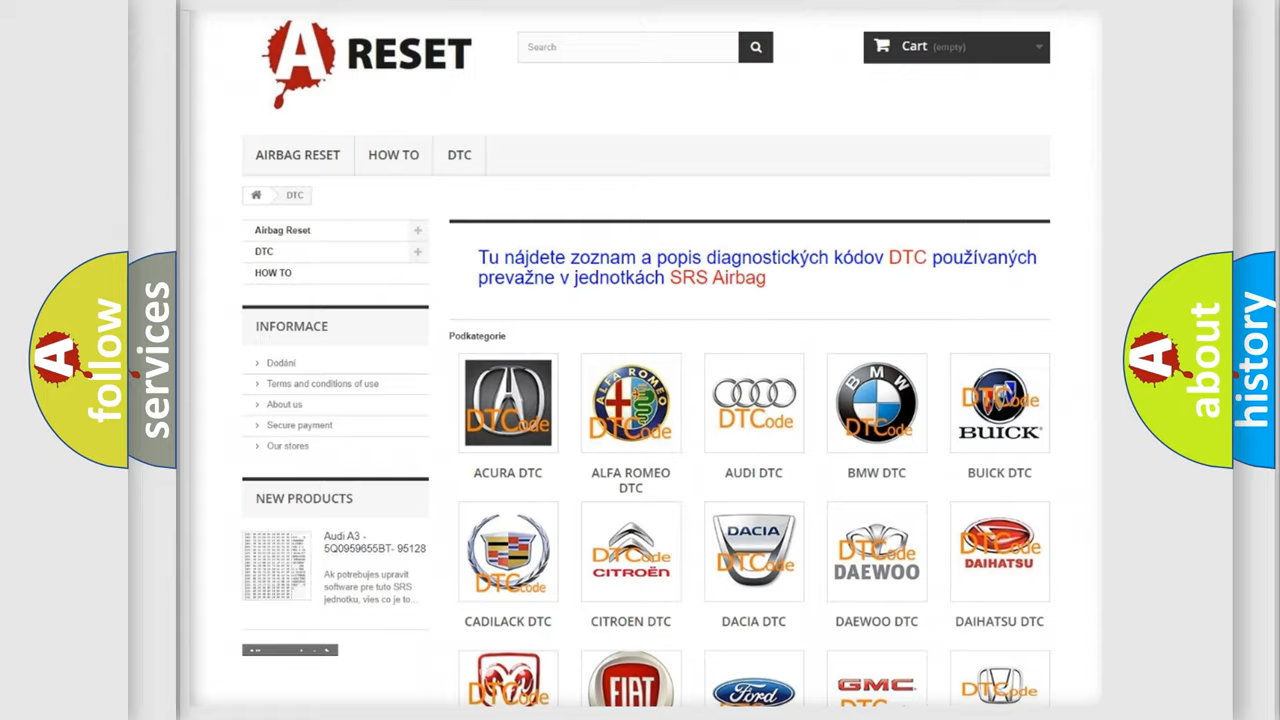 A RESET
Search
Cart (empty)
AIRBAG RESET
HOW TO
DTC
DTC
Airbag Reset
DTC
HOW TO
INFORMACE
Dodání
Terms and conditions of use
About us
Secure payment
Our stores
NEW PRODUCTS
Audi A3 -
5Q0959655BT- 95128
Ak potrebujes upravit
software pre tuto SRS
jednotku, vies co je to...
Tu nájdete zoznam a popis diagnostických kódov DTC používaných
prevažne v jednotkách SRS Airbag
Podkategorie
DTCode
ALFA ROMEO
DTCode
DTCode
BMW
DTCode
DTCode
BUICK
ACURA DTC
ALFA ROMEO
DTC
AUDI DTC
BMW DTC
BUICK DTC
DTCode
DTCode
CITROËN
DACIA
DTCode
DTCode
DAEWOO
DTCode
DAIHATSU
CADILACK DTC
CITROEN DTC
DACIA DTC
DAEWOO DTC
DAIHATSU DTC
DTCode
FIAT
Ford
GMC
DTCode
A follow
services
A about
history